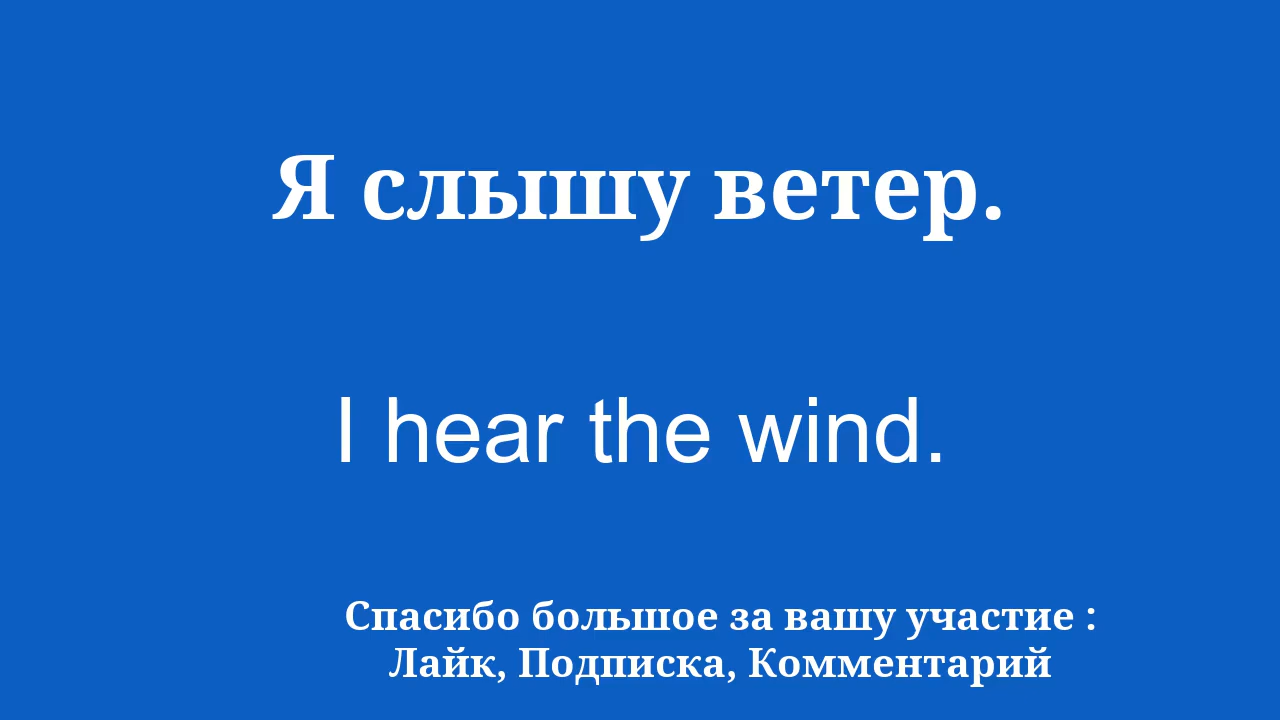 Я слышу ветер.
I hear the wind.
Спасибо большое за вашу участие :
Лайк, Подписка, Комментарий